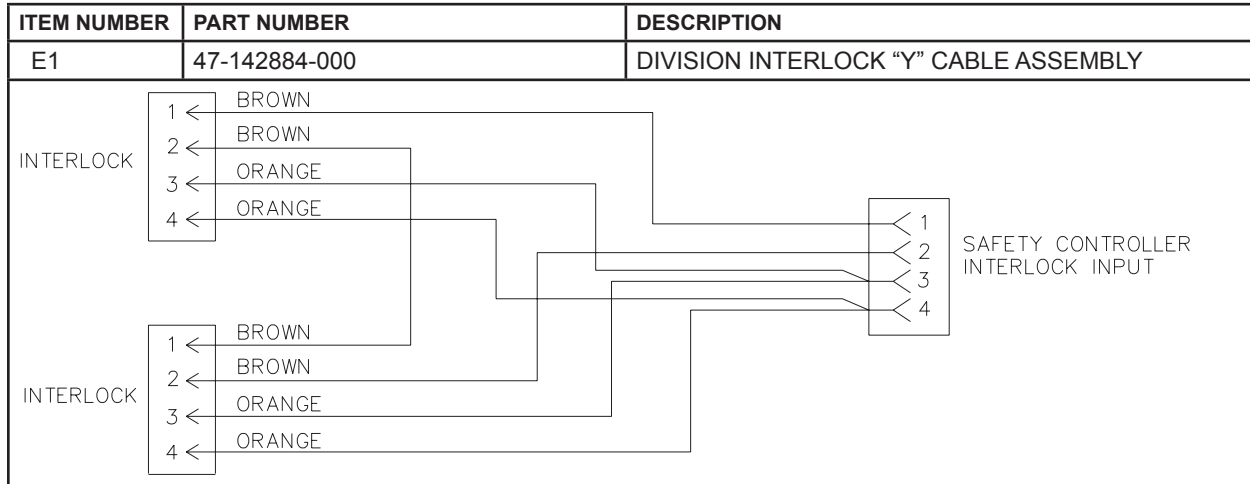 ITEM NUMBER PART NUMBER DESCRIPTION
E1 47-142884-000 DIVISION INTERLOCK “Y” CABLE ASSEMBLY
INTERLOCK
1 BROWN
2 BROWN
3 ORANGE
4 ORANGE
1
2
3
4
SAFETY CONTROLLER
INTERLOCK INPUT
INTERLOCK
1 BROWN
2 BROWN
3 ORANGE
4 ORANGE